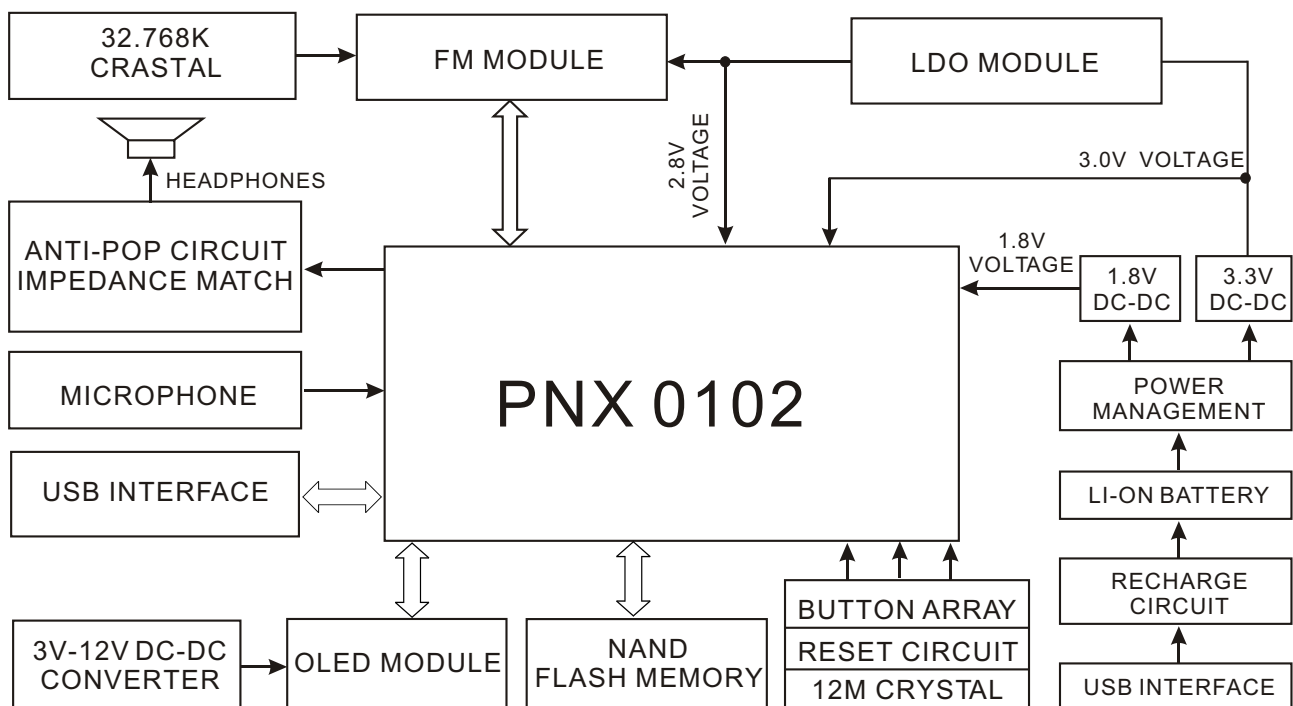 32.768K
CRASTAL
FM MODULE
LDO MODULE
2.8V
VOLTAGE
3.0V VOLTAGE
HEADPHONES
ANTI-POP CIRCUIT
IMPEDANCE MATCH
1.8V
VOLTAGE
1.8V
DC-DC
3.3V
DC-DC
PNX 0102
MICROPHONE
POWER
MANAGEMENT
USB INTERFACE
LI-ON BATTERY
RECHARGE
CIRCUIT
3V-12V DC-DC
CONVERTER
OLED MODULE
NAND
FLASH MEMORY
BUTTON ARRAY
RESET CIRCUIT
12M CRYSTAL
USB INTERFACE